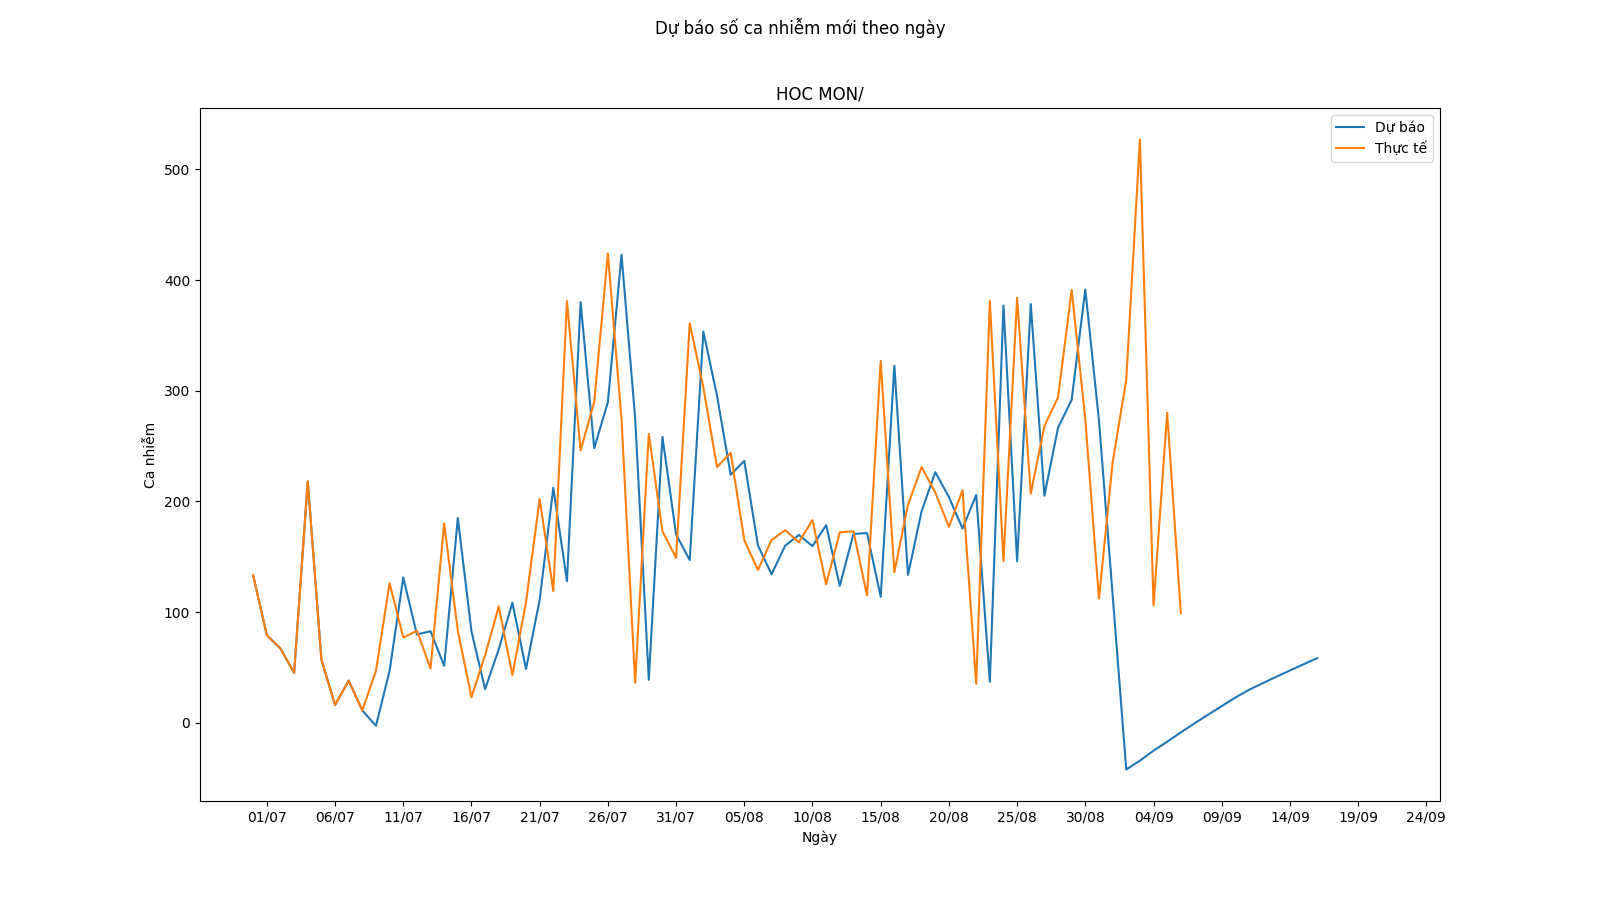 Dự báo số ca nhiễm mới theo ngày
HOC MON/
Dự báo
Thực tế
500
400
300
200
100
0
Ca nhiễm
01/07 06/07 11/07 16/07 21/07 26/07 31/07 05/08 10/08 15/08 20/08 25/08 30/08 04/09 09/09 14/09 19/09 24/09
Ngày